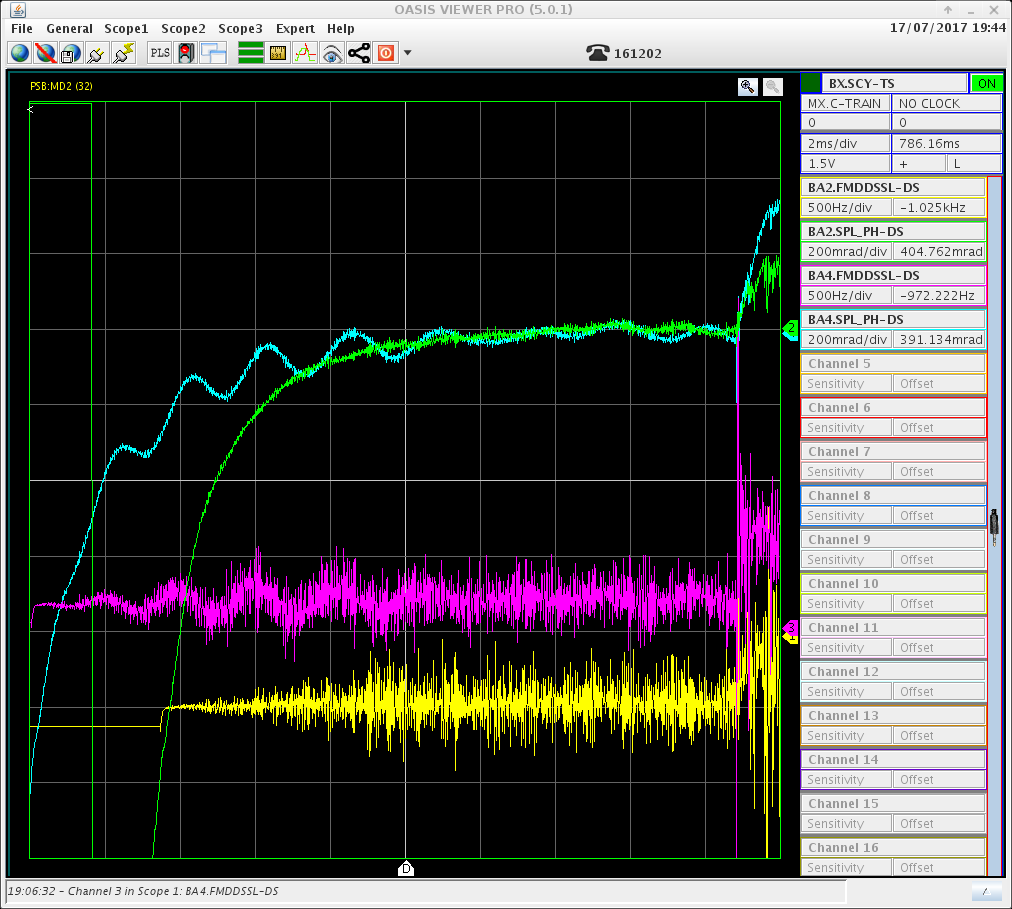 OASIS VIEWER PRO (5.0.1)
File General Scope1 Scope2 Scope3 Expert Help 17/07/2017 19:44
PLS 161202
PSB:MD2 (32)
BX.SCY-TS ON
MX.C-TRAIN NO CLOCK
0 0
2ms/div 786.16ms
1.5V + L
BA2.FMDDSSL-DS
500Hz/div -1.025kHz
BA2.SPL_PH-DS
200mrad/div 404.762mrad
BA4.FMDDSSL-DS
500Hz/div -972.222Hz
BA4.SPL_PH-DS
200mrad/div 391.134mrad
Channel 5
Sensitivity Offset
Channel 6
Sensitivity Offset
Channel 7
Sensitivity Offset
Channel 8
Sensitivity Offset
Channel 9
Sensitivity Offset
Channel 10
Sensitivity Offset
Channel 11
Sensitivity Offset
Channel 12
Sensitivity Offset
Channel 13
Sensitivity Offset
Channel 14
Sensitivity Offset
Channel 15
Sensitivity Offset
Channel 16
Sensitivity Offset
2
3
D
19:06:32 - Channel 3 in Scope 1: BA4.FMDDSSL-DS